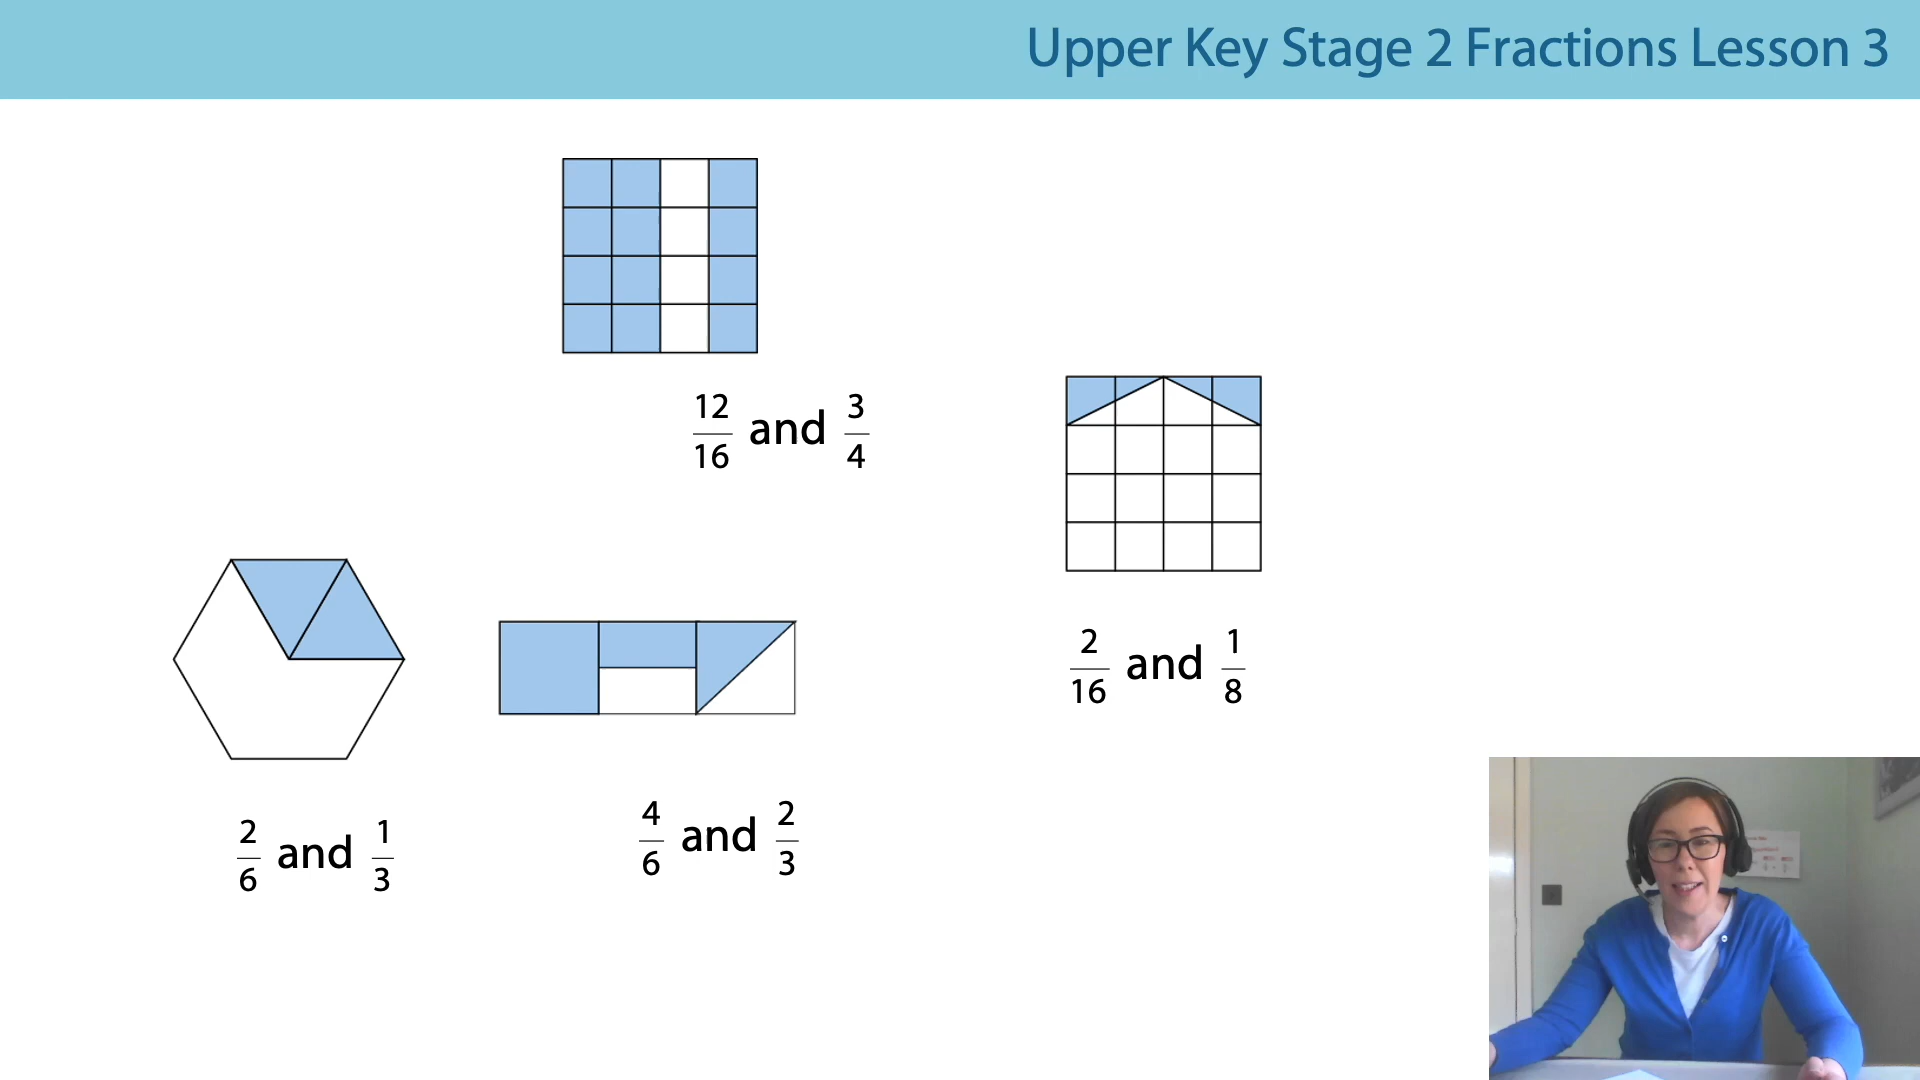 Upper Key Stage 2 Fractions Lesson 3
12/16 and 3/4
2/16 and 1/8
2/6 and 1/3
4/6 and 2/3